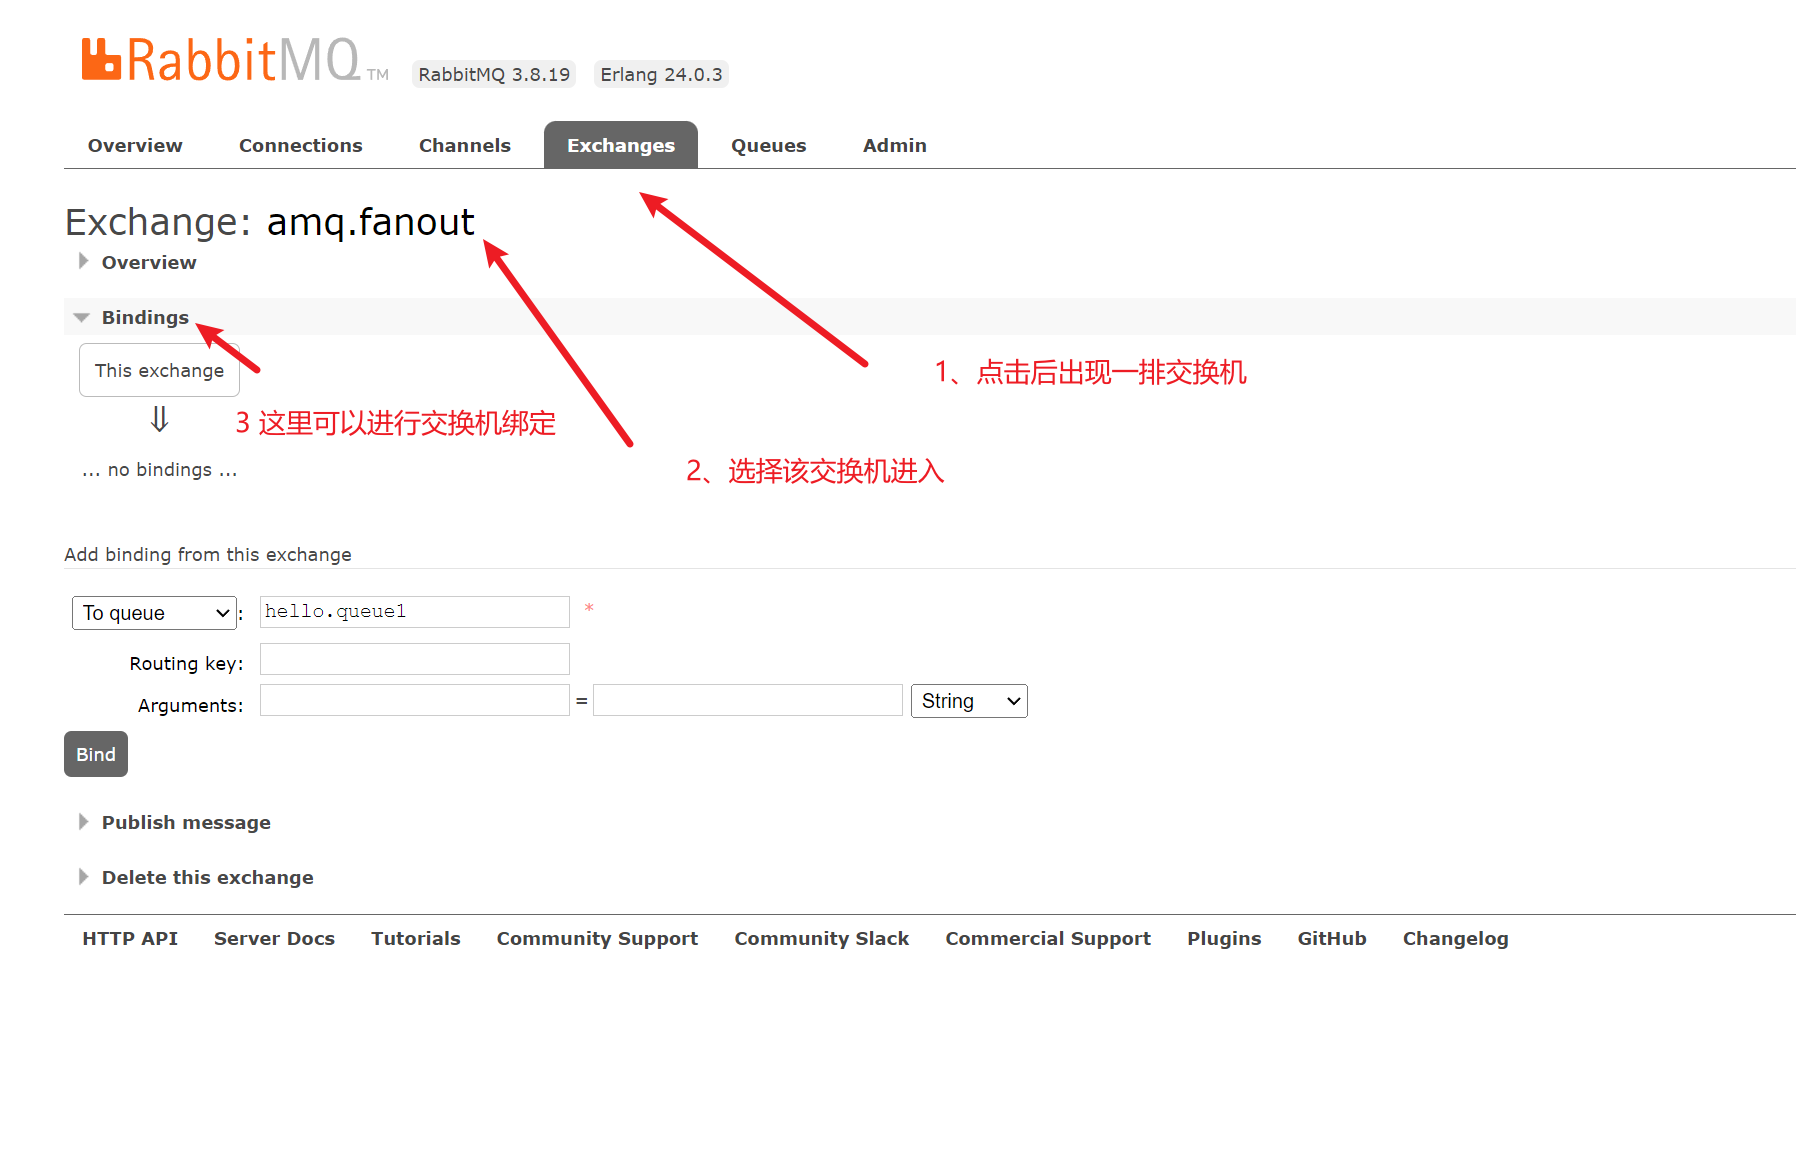 RabbitMQ TM RabbitMQ 3.8.19 Erlang 24.0.3
Overview Connections Channels Exchanges Queues Admin
Exchange: amq.fanout
Overview
Bindings
This exchange
1、点击后出现一排交换机
⇓
3 这里可以进行交换机绑定
2、选择该交换机进入
... no bindings ...
Add binding from this exchange
To queue : hello.queue1 *
Routing key:
Arguments: = String
Bind
Publish message
Delete this exchange
HTTP API Server Docs Tutorials Community Support Community Slack Commercial Support Plugins GitHub Changelog